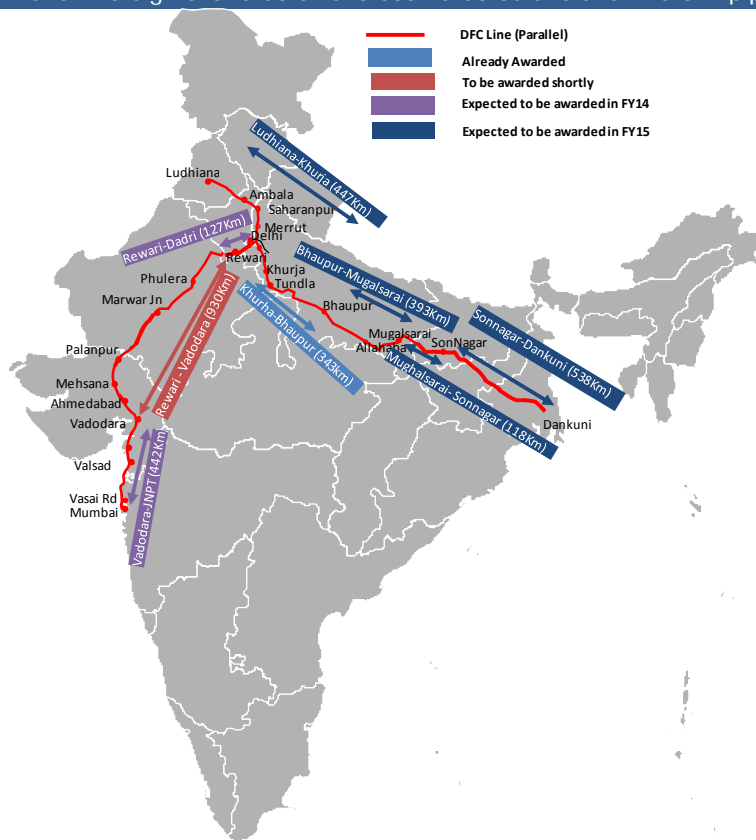 DFC Line (Parallel)
Already Awarded
To be awarded shortly
Expected to be awarded in FY14
Expected to be awarded in FY15
Ludhiana-Khurja (447Km)
Ludhiana
Ambala
Saharanpur
Merrut
Rewari-Dadri (127Km)
Delhi
Rewari
Bhaupur-Mugalsarai (393Km)
Khurja
Phulera
Tundla
Marwar Jn
Khurha-Bhaupur (343km)
Bhaupur
Sonnagar-Dankuni (538Km)
Rewari - Vadodara (930Km)
Mugalsarai
SonNagar
Palanpur
Mughalsarai-Sonnagar (118Km)
Mehsana
Ahmedabad
Vadodara
Dankuni
Vadodara-JNPT (442Km)
Valsad
Vasai Rd
Mumbai